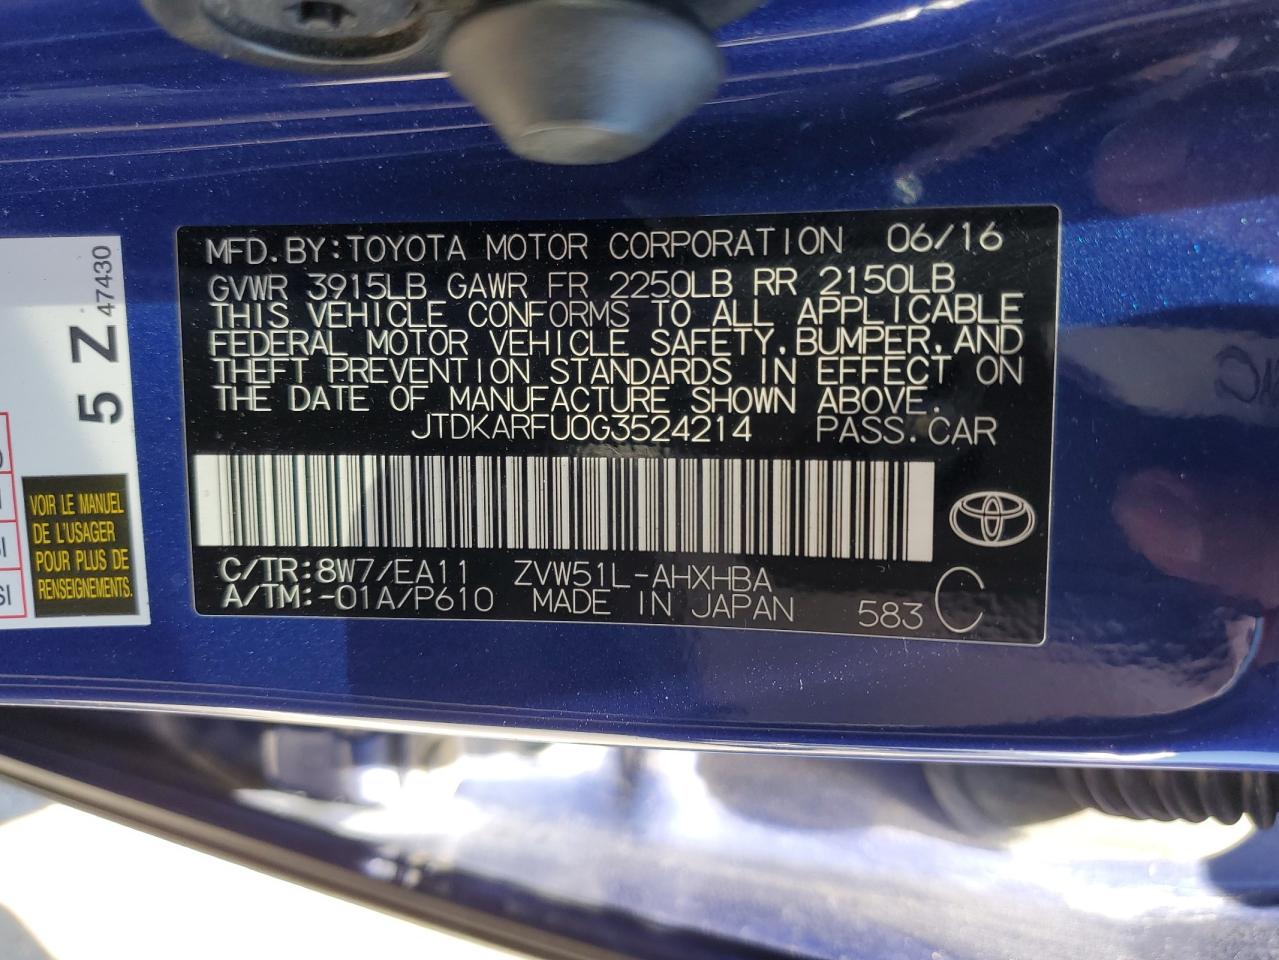 MFD.BY:TOYOTA MOTOR CORPORATION 06/16
GVWR 3915LB GAWR FR 2250LB RR 2150LB
THIS VEHICLE CONFORMS TO ALL APPLICABLE
FEDERAL MOTOR VEHICLE SAFETY,BUMPER,AND
THEFT PREVENTION STANDARDS IN EFFECT ON
THE DATE OF MANUFACTURE SHOWN ABOVE.
JTDKARFU0G3524214 PASS.CAR
C/TR:8W7/EA11 ZVW51L-AHXHBA
A/TM:-01A/P610 MADE IN JAPAN 583 C
5 Z 47430
VOIR LE MANUEL
DE L'USAGER
POUR PLUS DE
RENSEIGNEMENTS.